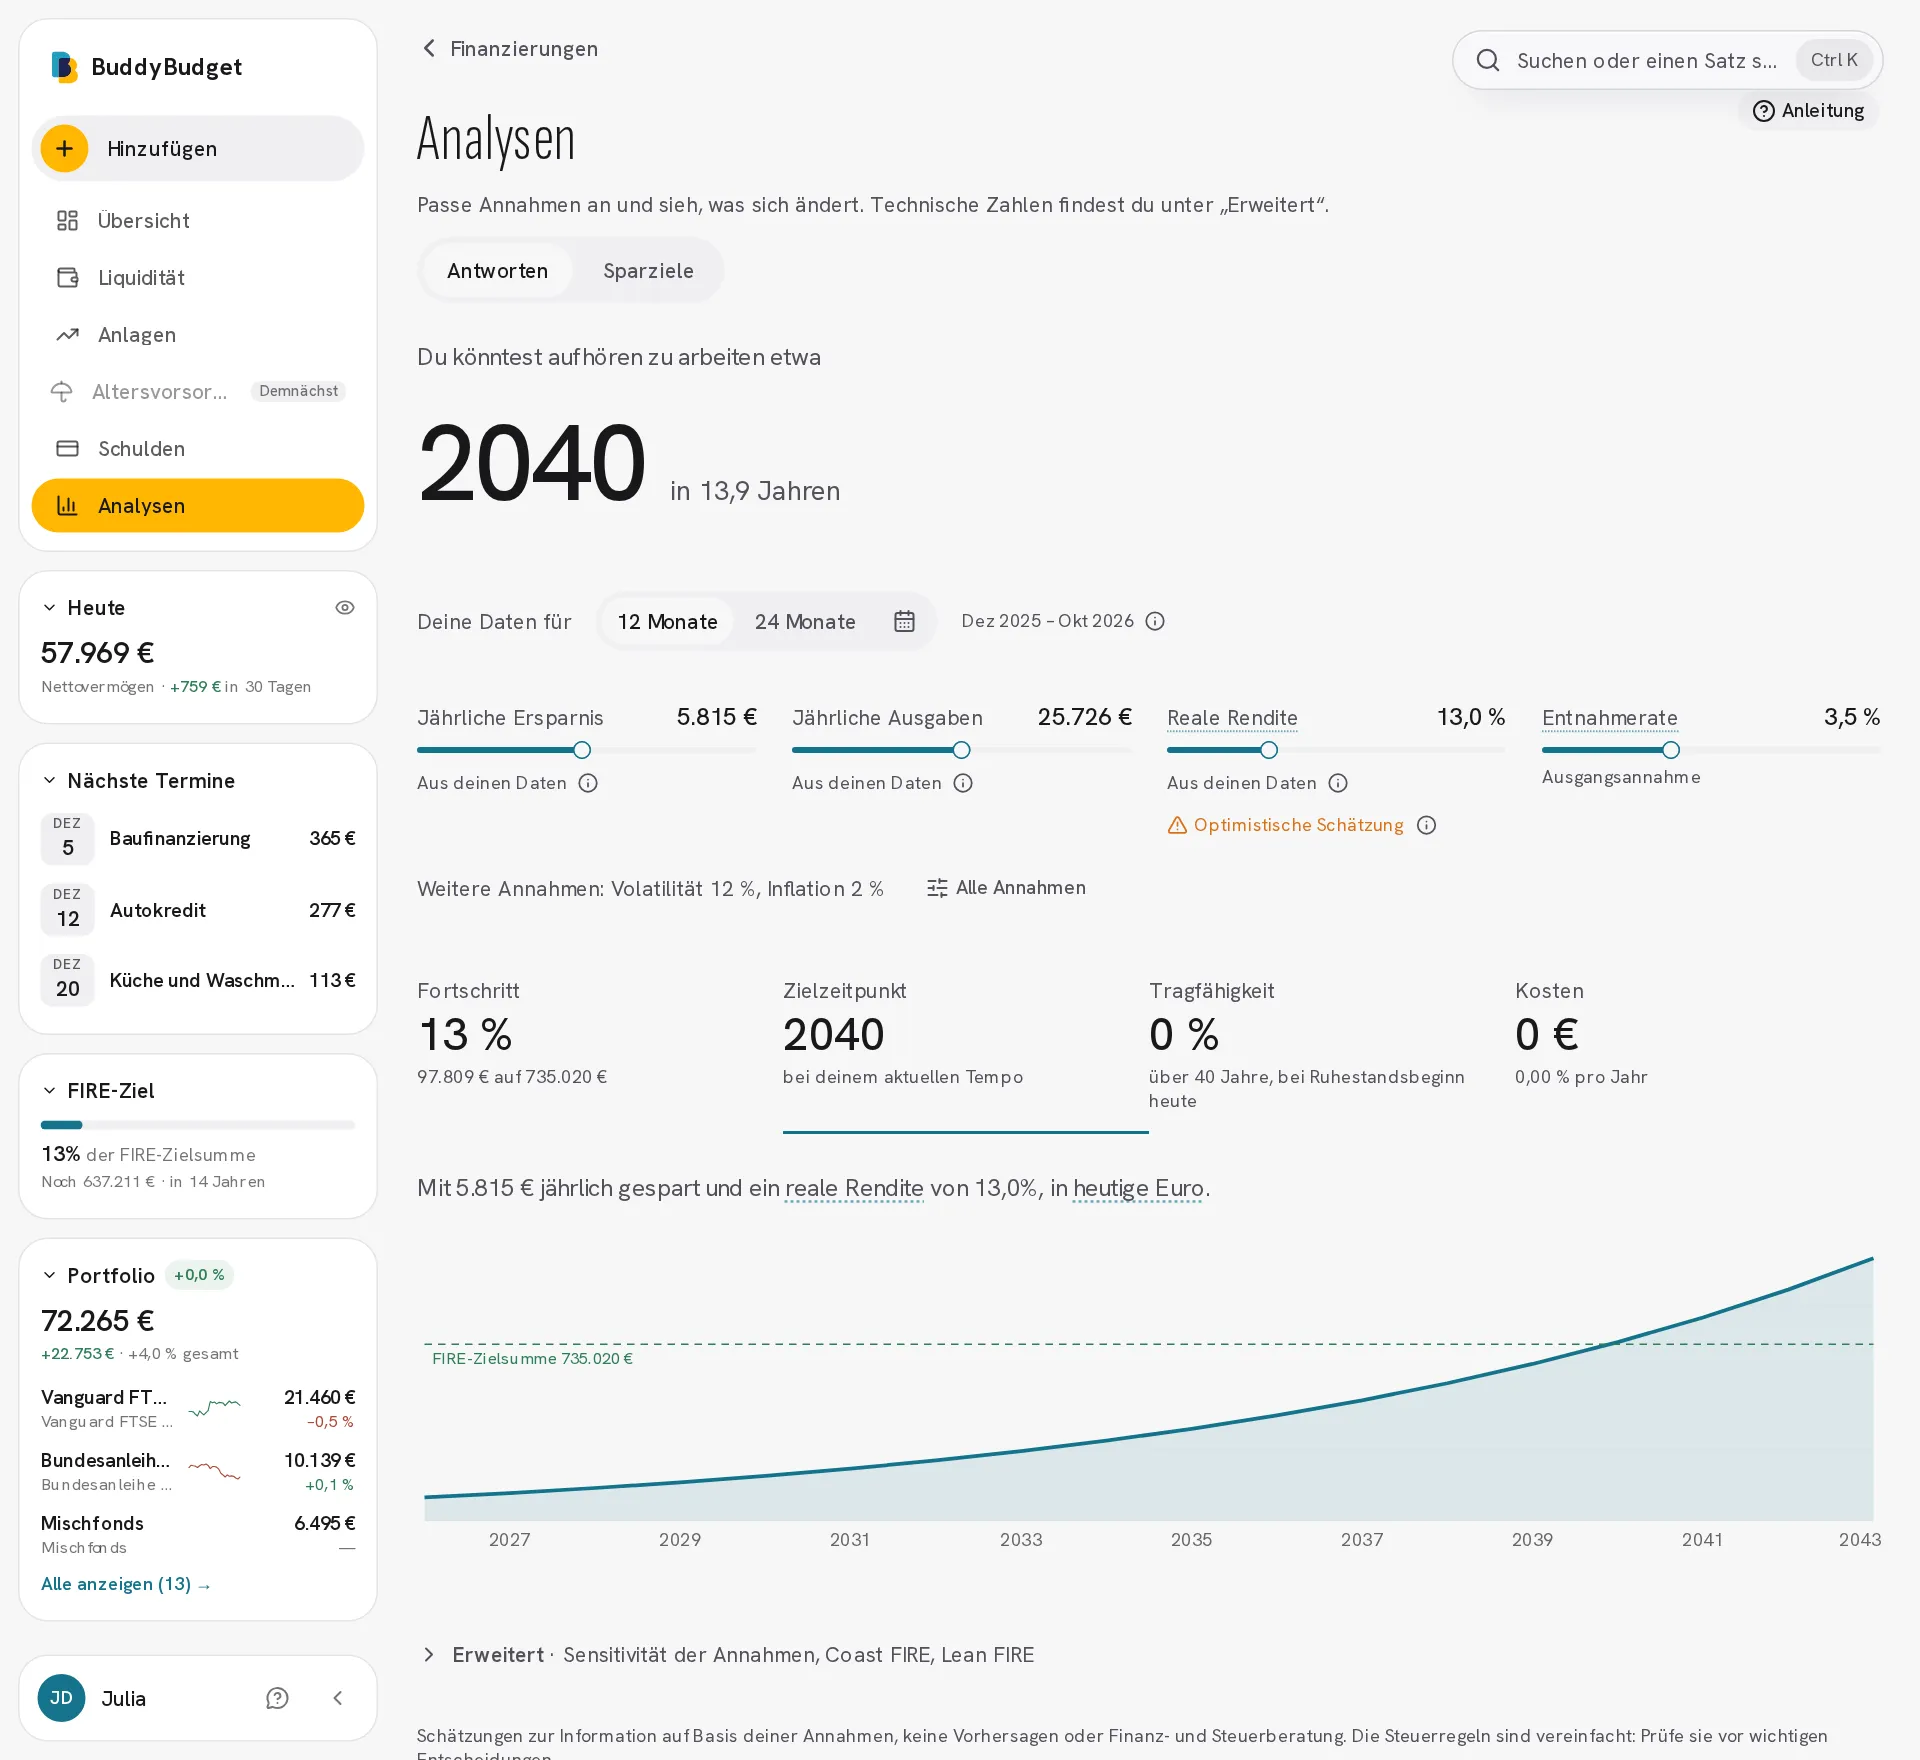 BuddyBudget
Hinzufügen
Übersicht
Liquidität
Anlagen
Altersvorsor... Demnächst
Schulden
Analysen
Heute
57.969 €
Nettovermögen · +759 € in 30 Tagen
Nächste Termine
DEZ
5 Baufinanzierung 365 €
DEZ
12 Autokredit 277 €
DEZ
20 Küche und Waschm... 113 €
FIRE-Ziel
13% der FIRE-Zielsumme
Noch 637.211 € · in 14 Jahren
Portfolio +0,0 %
72.265 €
+22.753 € · +4,0 % gesamt
Vanguard FT... 21.460 €
Vanguard FTSE ... -0,5 %
Bundesanleih... 10.139 €
Bundesanleihe ... +0,1 %
Mischfonds 6.495 €
Mischfonds —
Alle anzeigen (13) →
JD Julia
Finanzierungen
Suchen oder einen Satz s... Ctrl K
Anleitung
Analysen
Passe Annahmen an und sieh, was sich ändert. Technische Zahlen findest du unter „Erweitert“.
Antworten Sparziele
Du könntest aufhören zu arbeiten etwa
2040 in 13,9 Jahren
Deine Daten für 12 Monate 24 Monate Dez 2025 – Okt 2026
Jährliche Ersparnis 5.815 €
Aus deinen Daten
Jährliche Ausgaben 25.726 €
Aus deinen Daten
Reale Rendite 13,0 %
Aus deinen Daten
Optimistische Schätzung
Entnahmerate 3,5 %
Ausgangsannahme
Weitere Annahmen: Volatilität 12 %, Inflation 2 % Alle Annahmen
Fortschritt
13 %
97.809 € auf 735.020 €
Zielzeitpunkt
2040
bei deinem aktuellen Tempo
Tragfähigkeit
0 %
über 40 Jahre, bei Ruhestandsbeginn
heute
Kosten
0 €
0,00 % pro Jahr
Mit 5.815 € jährlich gespart und ein reale Rendite von 13,0%, in heutige Euro.
FIRE-Zielsumme 735.020 €
2027 2029 2031 2033 2035 2037 2039 2041 2043
Erweitert · Sensitivität der Annahmen, Coast FIRE, Lean FIRE
Schätzungen zur Information auf Basis deiner Annahmen, keine Vorhersagen oder Finanz- und Steuerberatung. Die Steuerregeln sind vereinfacht: Prüfe sie vor wichtigen
Entscheidungen.